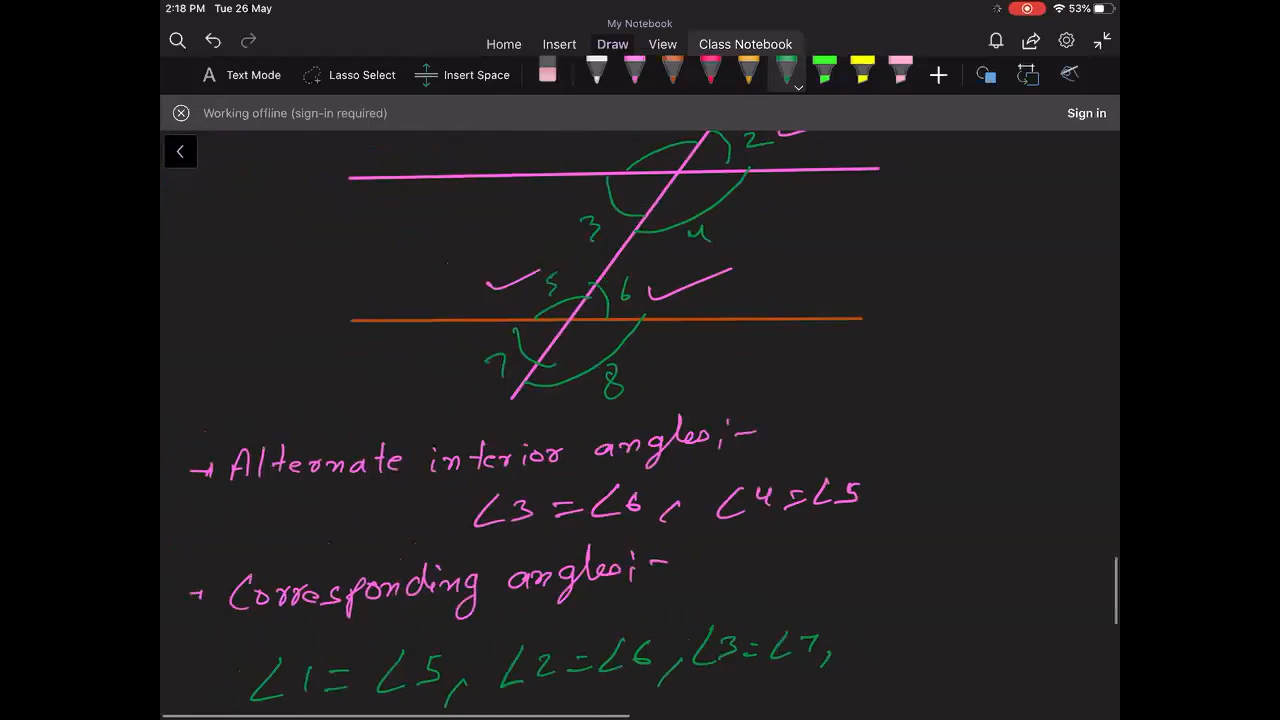 2:18 PM Tue 26 May
53%
My Notebook
Home Insert Draw View Class Notebook
Text Mode Lasso Select Insert Space
Working offline (sign-in required) Sign in
2
3 4
5 6
7 8
→ Alternate interior angles;-
∠3 = ∠6, ∠4 = ∠5
→ Corresponding angles;-
∠1 = ∠5, ∠2 = ∠6, ∠3 = ∠7,